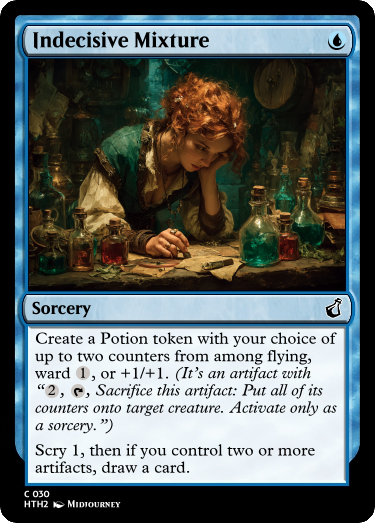 Indecisive Mixture
Sorcery
Create a Potion token with your choice of
up to two counters from among flying,
ward 1, or +1/+1. (It's an artifact with
"2, , Sacrifice this artifact: Put all of its
counters onto target creature. Activate only as
a sorcery.")
Scry 1, then if you control two or more
artifacts, draw a card.
C 030
HTH2 Midjourney